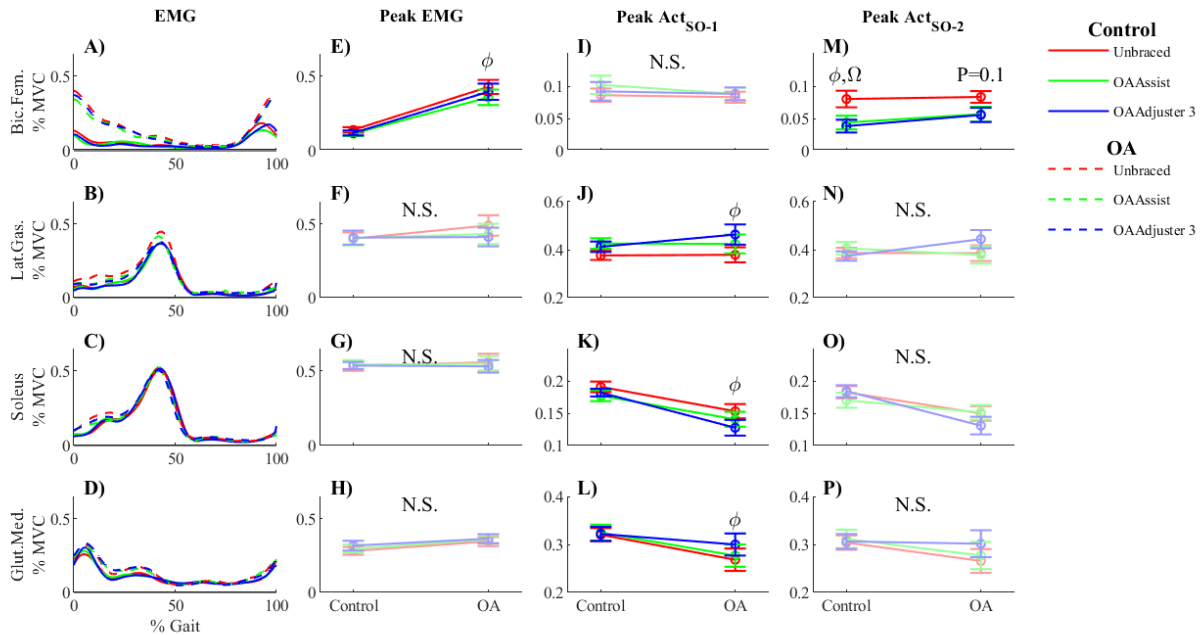 EMG Peak EMG Peak Act_SO-1 Peak Act_SO-2
Control
Unbraced
OAAssist
OAAdjuster 3
OA
Unbraced
OAAssist
OAAdjuster 3
A) E) I) M)
Bic.Fem.
% MVC
0.5
0
0 50 100
ϕ
0.5
0
N.S.
0.15
0.1
0.05
0
ϕ,Ω P=0.1
0.15
0.1
0.05
0
B) F) J) N)
Lat.Gas.
% MVC
0.5
0
0 50 100
N.S.
0.5
0
ϕ
0.6
0.4
0.2
N.S.
0.6
0.4
0.2
C) G) K) O)
Soleus
% MVC
0.5
0
0 50 100
N.S.
0.5
0
ϕ
0.2
0.15
0.1
N.S.
0.2
0.15
0.1
D) H) L) P)
Glut.Med.
% MVC
0.5
0
0 50 100
% Gait
N.S.
0.5
0
Control OA
ϕ
0.4
0.3
0.2
Control OA
N.S.
0.4
0.3
0.2
Control OA